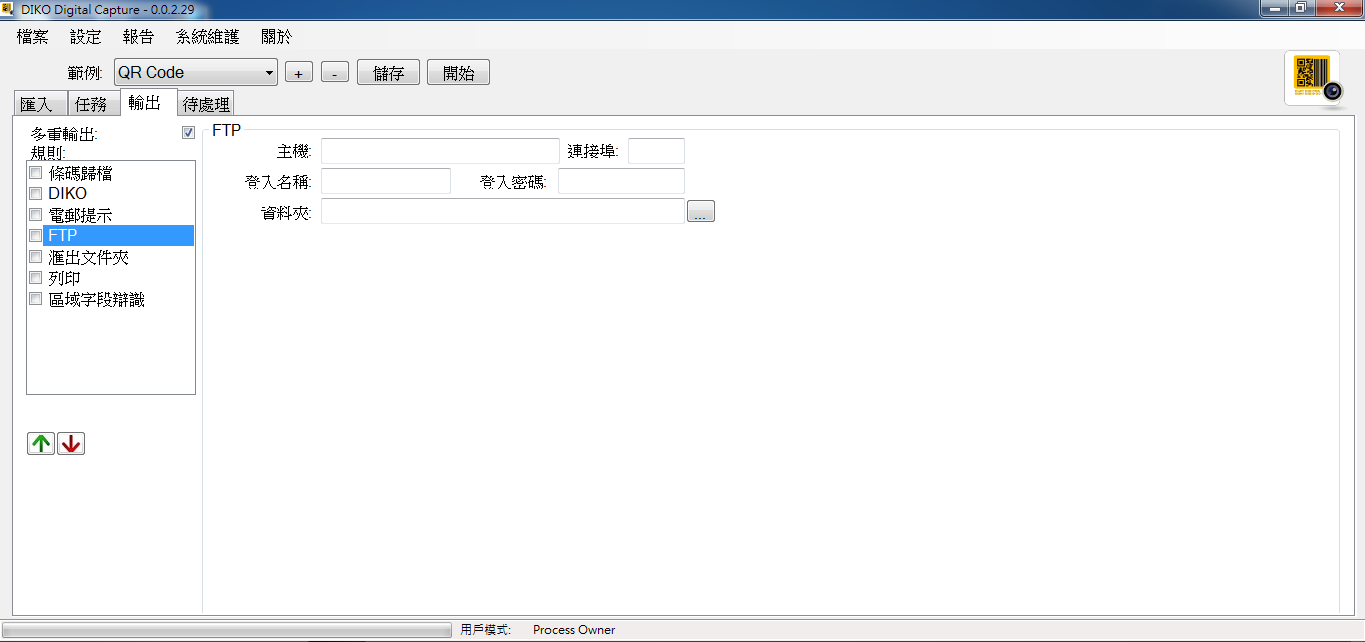 DIKO Digital Capture - 0.0.2.29
檔案 設定 報告 系統維護 關於
範例: QR Code + - 儲存 開始
匯入 任務 輸出 待處理
多重輸出:
規則:
條碼歸檔
DIKO
電郵提示
FTP
滙出文件夾
列印
區域字段辯識
FTP
主機: 連接埠:
登入名稱: 登入密碼:
資料夾: ...
用戶模式: Process Owner